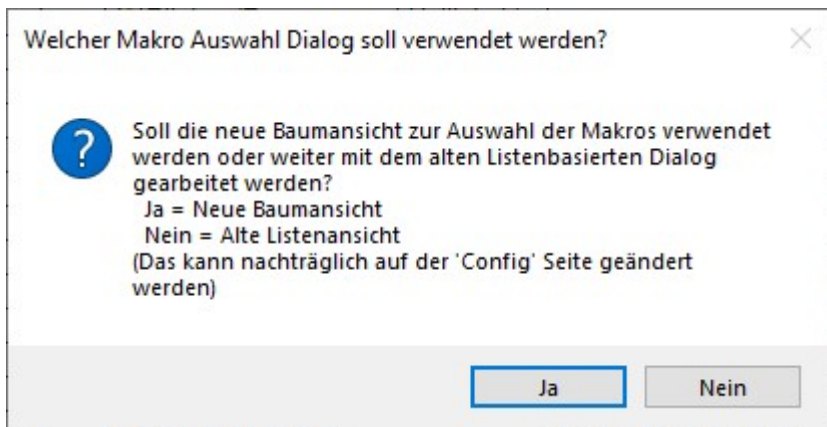 Welcher Makro Auswahl Dialog soll verwendet werden?
Soll die neue Baumansicht zur Auswahl der Makros verwendet
werden oder weiter mit dem alten Listenbasierten Dialog
gearbeitet werden?
Ja = Neue Baumansicht
Nein = Alte Listenansicht
(Das kann nachträglich auf der 'Config' Seite geändert
werden)
Ja
Nein